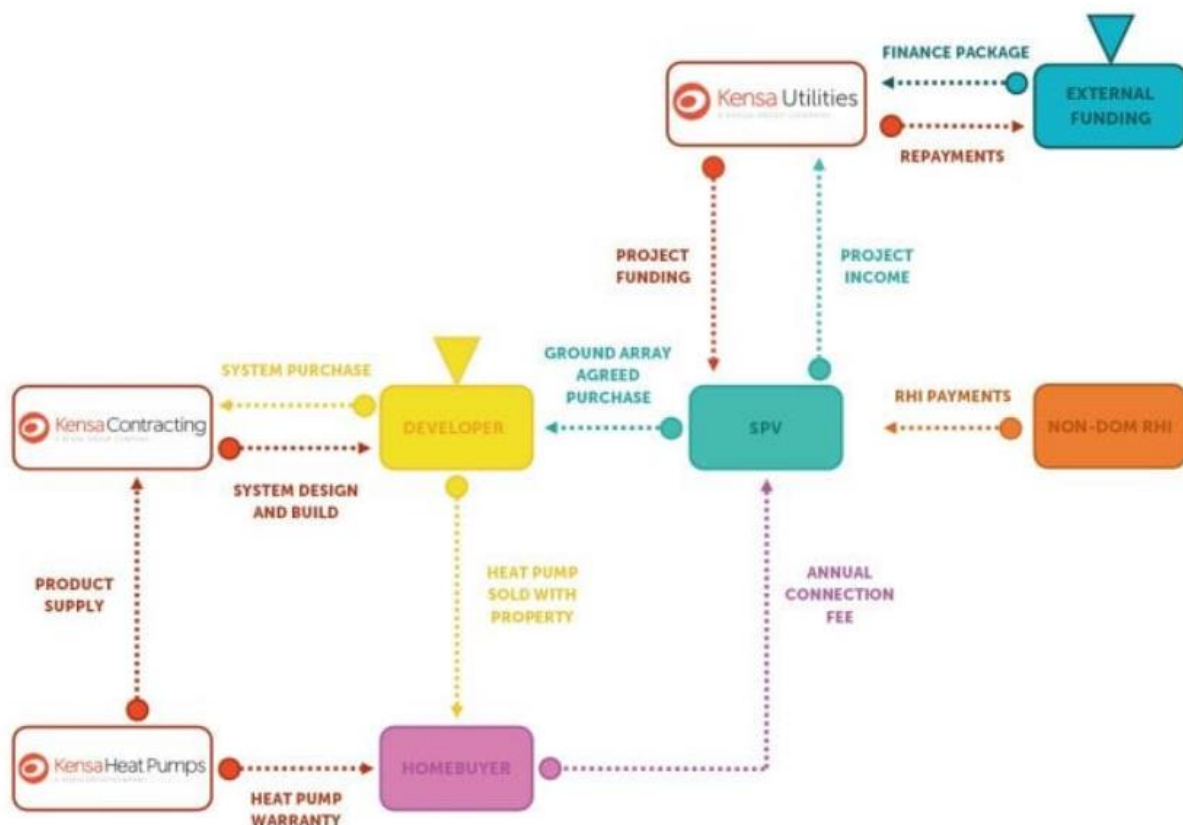 FINANCE PACKAGE
Kensa Utilities
EXTERNAL
FUNDING
REPAYMENTS
PROJECT
FUNDING
PROJECT
INCOME
SYSTEM PURCHASE
GROUND ARRAY
AGREED
PURCHASE
RHI PAYMENTS
Kensa Contracting
DEVELOPER
SPV
NON-DOM RHI
SYSTEM DESIGN
AND BUILD
PRODUCT
SUPPLY
HEAT PUMP
SOLD WITH
PROPERTY
ANNUAL
CONNECTION
FEE
Kensa Heat Pumps
HOMEBUYER
HEAT PUMP
WARRANTY